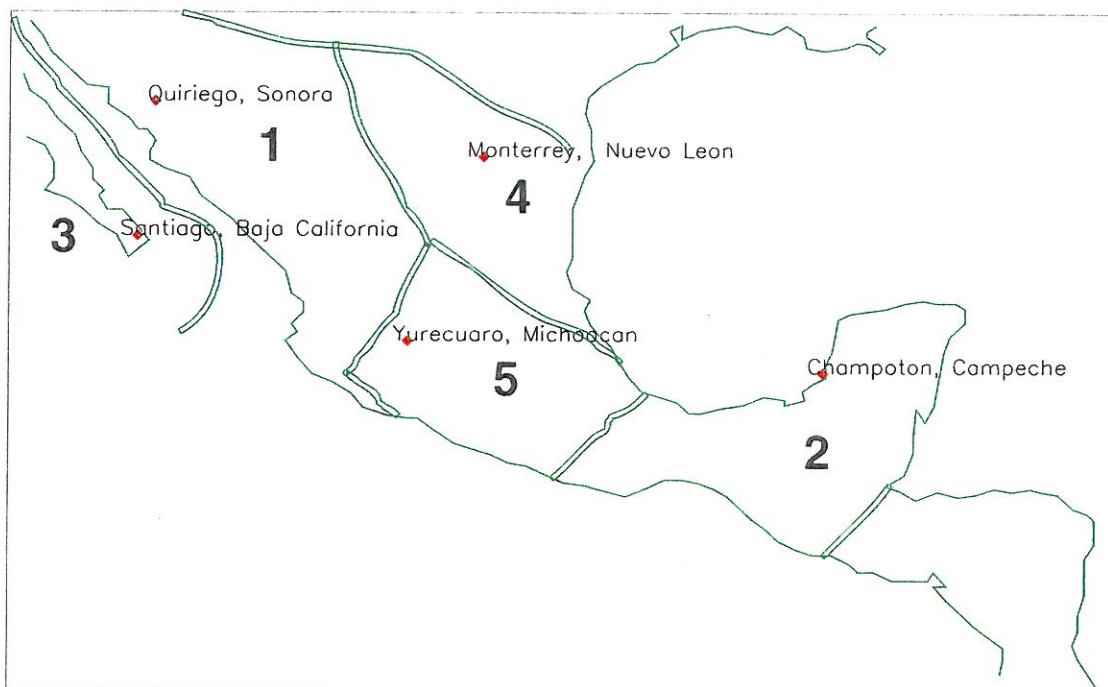 Quiriego, Sonora
1
Monterrey, Nuevo Leon
4
3
Santiago, Baja California
Yurecuaro, Michoacan
5
Champoton, Campeche
2